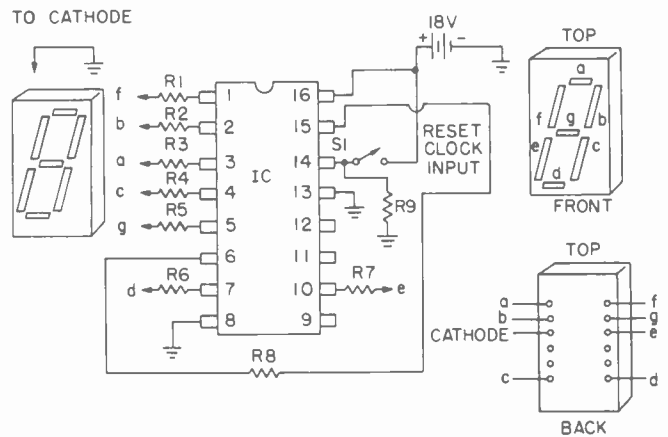 TO CATHODE
f
b
a
c
g
d
R1
R2
R3
R4
R5
R6
1
2
3
4
5
6
7
8
IC
16
15
14
13
12
11
10
9
18V
+ -
S1
RESET
CLOCK
INPUT
R9
R7
e
R8
TOP
a
f
g
b
e
c
d
FRONT
TOP
a
b
CATHODE
c
f
g
e
d
BACK